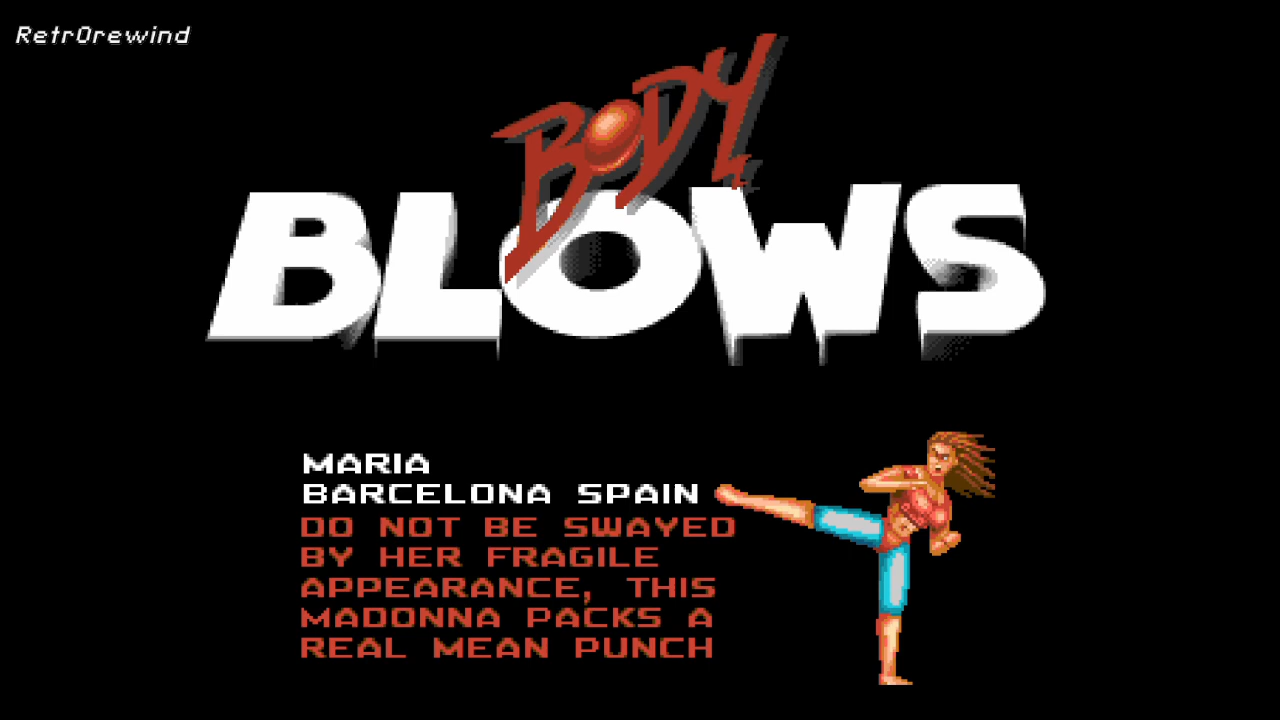 Retr0rewind
BODY
BLOWS
MARIA
BARCELONA SPAIN
DO NOT BE SWAYED
BY HER FRAGILE
APPEARANCE, THIS
MADONNA PACKS A
REAL MEAN PUNCH